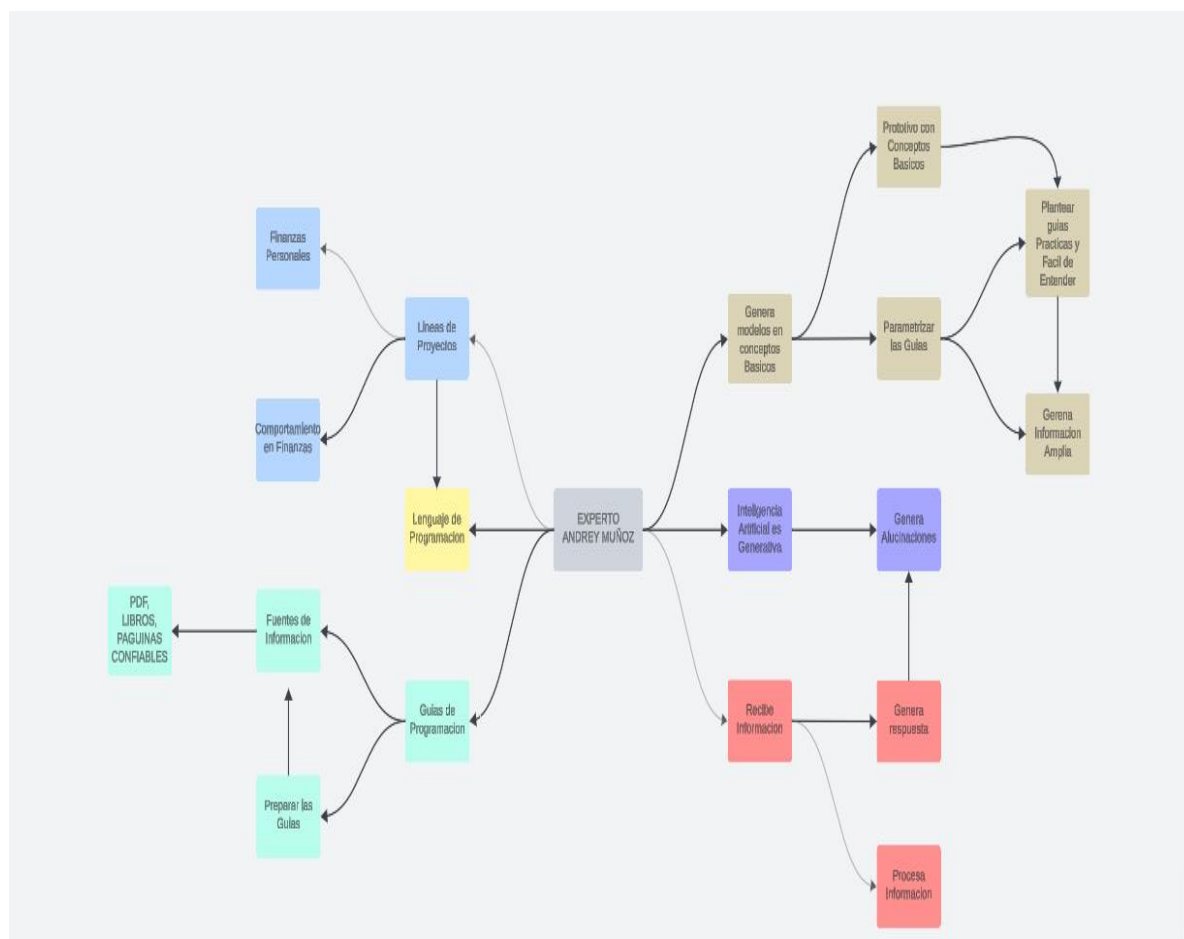 Prototivo con
Conceptos
Basicos
Plantear
guias
Practicas y
Facil de
Entender
Finanzas
Personales
Lineas de
Proyectos
Genera
modelos en
conceptos
Basicos
Parametrizar
las Guias
Comportamiento
en Finanzas
Gerena
Informacion
Amplia
Lenguaje de
Programacion
EXPERTO
ANDREY MUÑOZ
Inteligencia
Artificial es
Generativa
Genera
Alucinaciones
PDF,
LIBROS,
PAGUINAS
CONFIABLES
Fuentes de
Informacion
Guias de
Programacion
Recibe
Informacion
Genera
respuesta
Preparar las
Guias
Procesa
Informacion